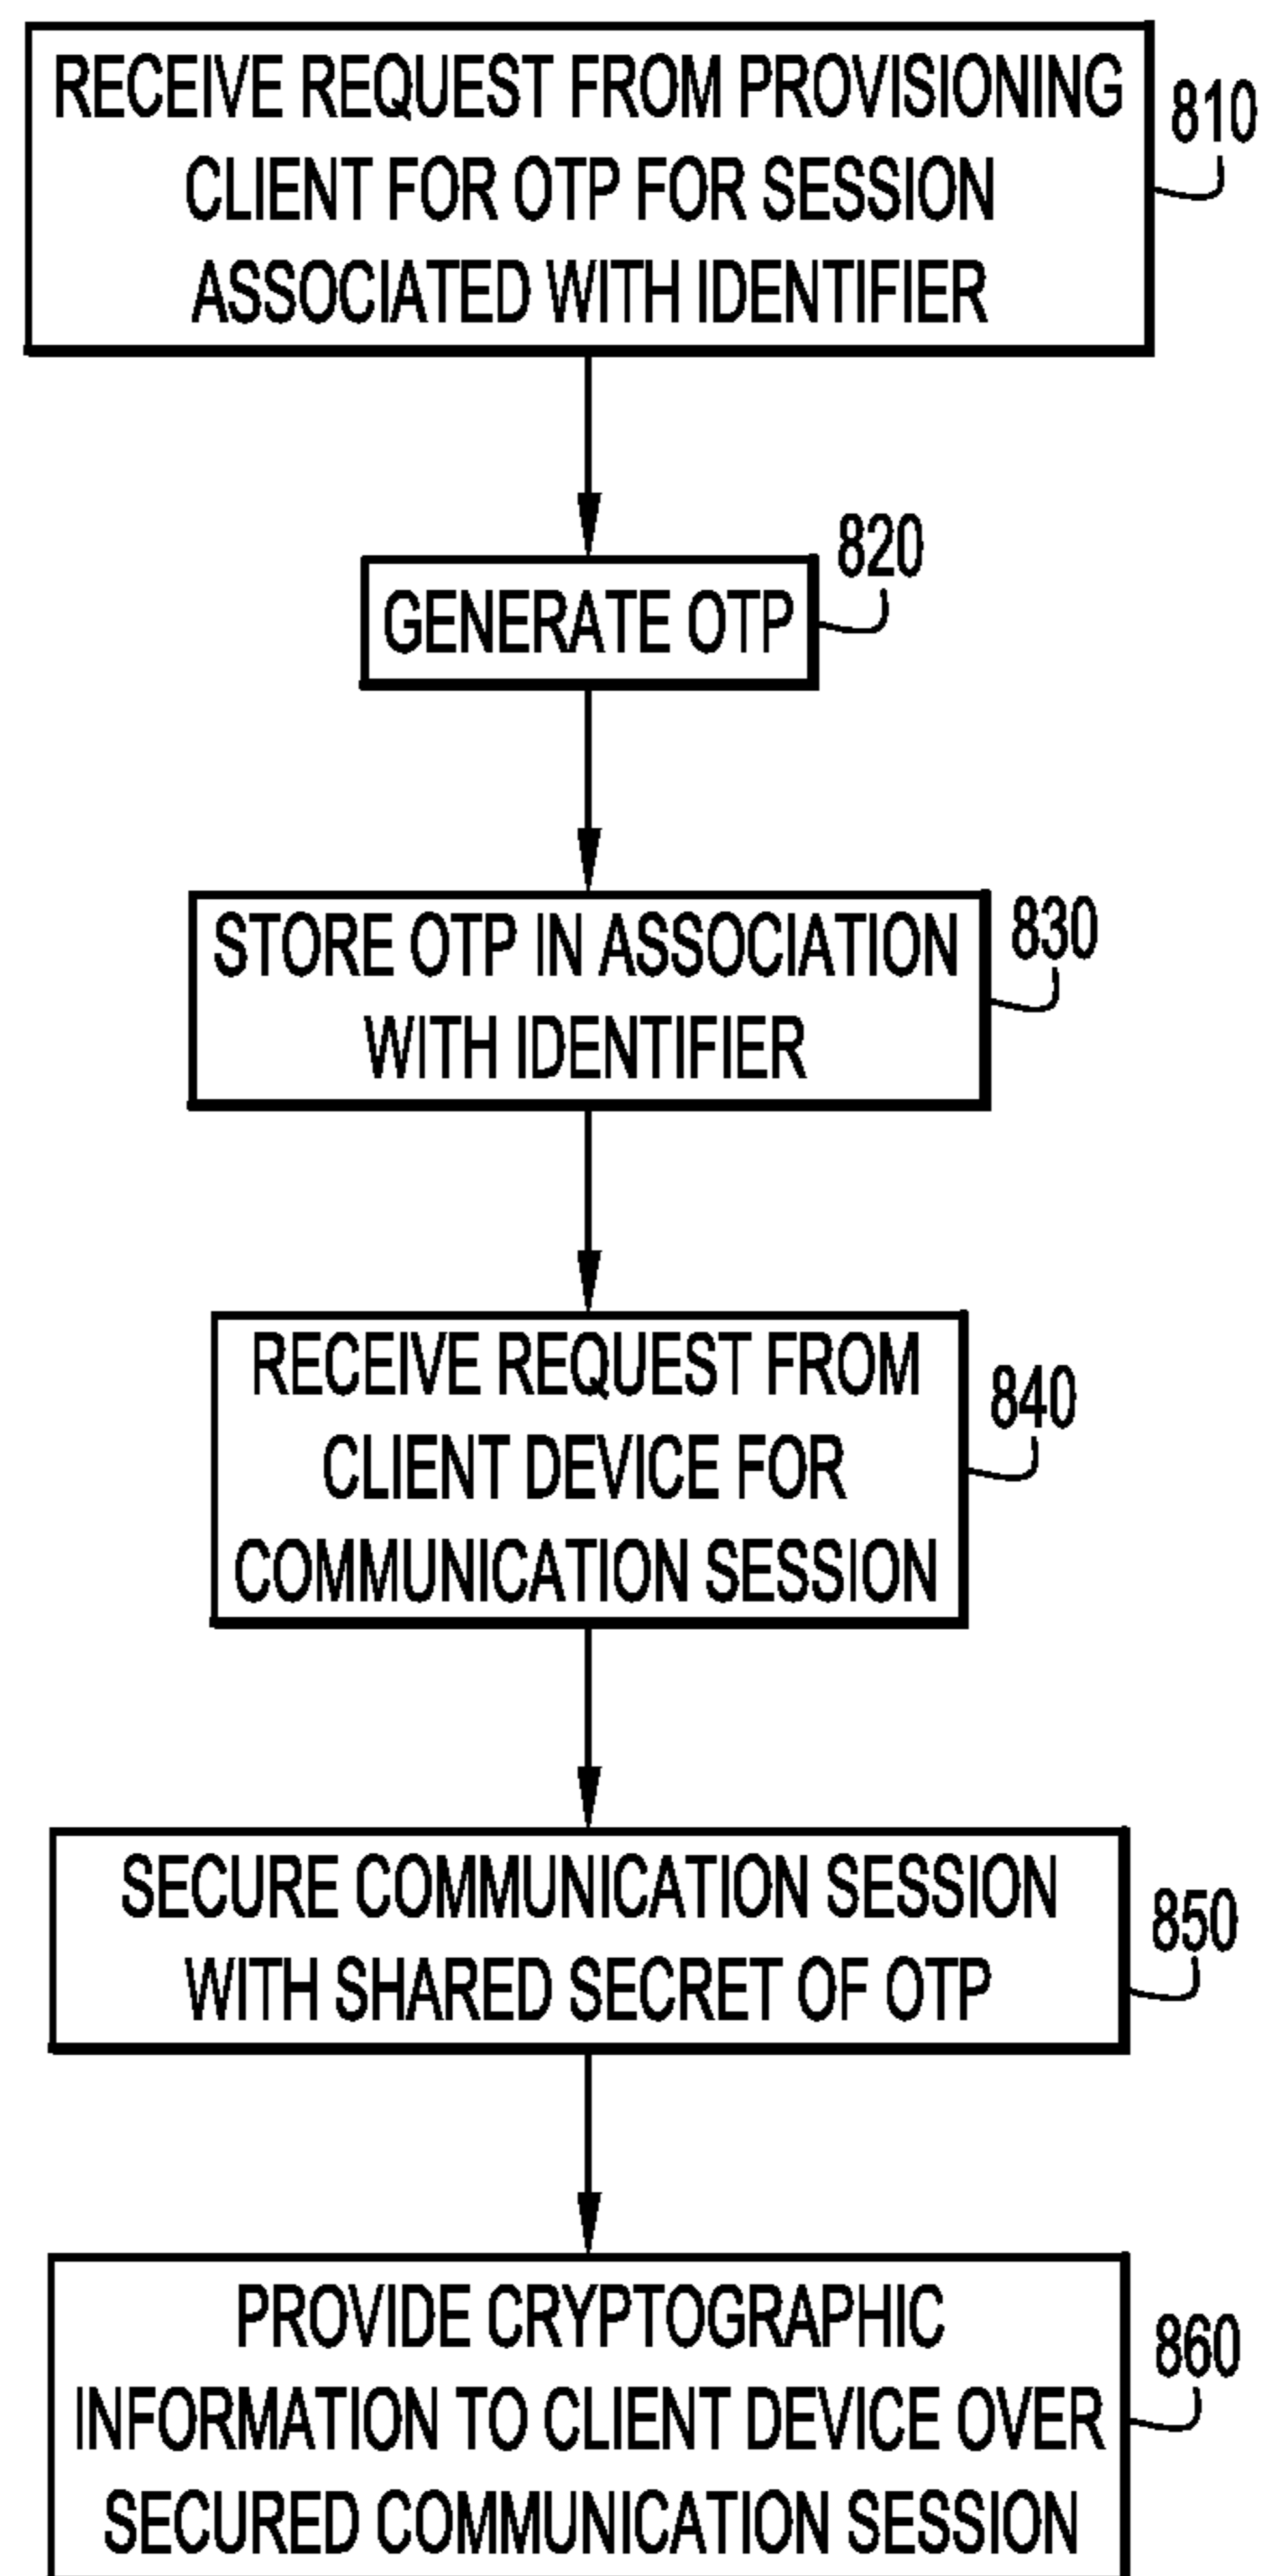 RECEIVE REQUEST FROM PROVISIONING
CLIENT FOR OTP FOR SESSION
ASSOCIATED WITH IDENTIFIER
810
GENERATE OTP
820
STORE OTP IN ASSOCIATION
WITH IDENTIFIER
830
RECEIVE REQUEST FROM
CLIENT DEVICE FOR
COMMUNICATION SESSION
840
SECURE COMMUNICATION SESSION
WITH SHARED SECRET OF OTP
850
PROVIDE CRYPTOGRAPHIC
INFORMATION TO CLIENT DEVICE OVER
SECURED COMMUNICATION SESSION
860